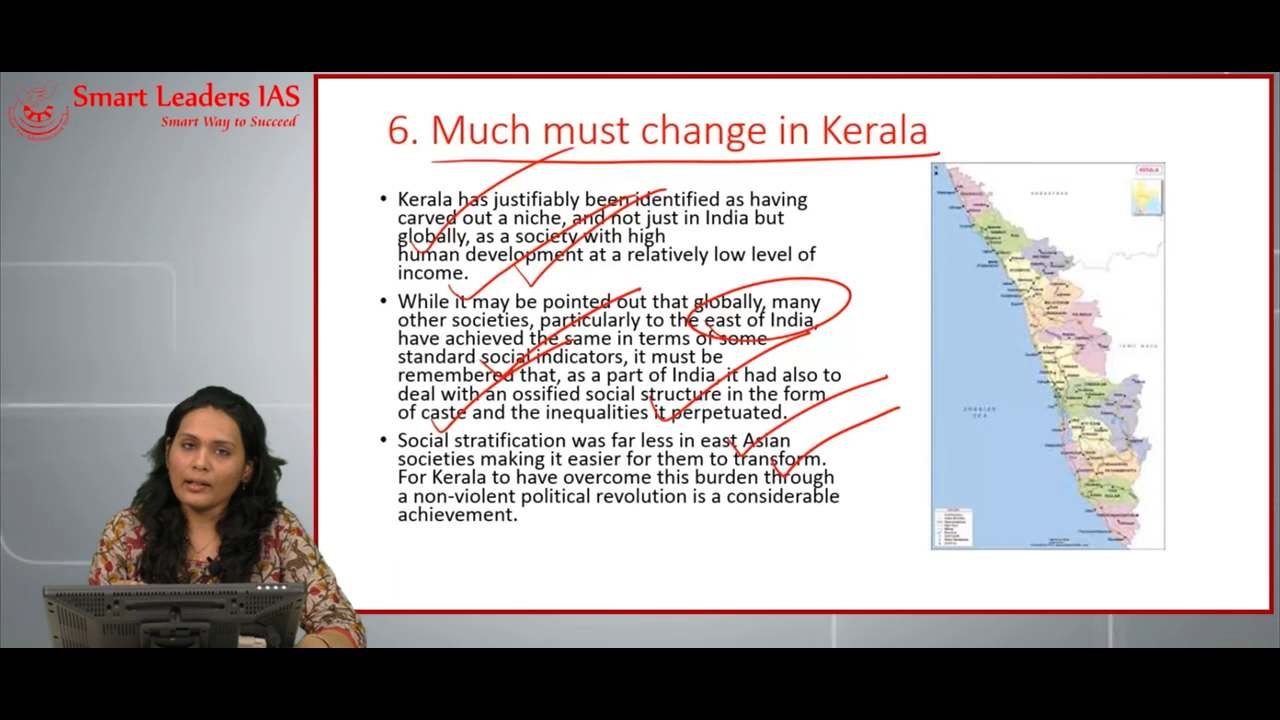 Smart Leaders IAS
Smart Way to Succeed
6. Much must change in Kerala
• Kerala has justifiably been identified as having
carved out a niche, and not just in India but
globally, as a society with high
human development at a relatively low level of
income.
• While it may be pointed out that globally, many
other societies, particularly to the east of India,
have achieved the same in terms of some
standard social indicators, it must be
remembered that, as a part of India, it had also to
deal with an ossified social structure in the form
of caste and the inequalities it perpetuated.
• Social stratification was far less in east Asian
societies making it easier for them to transform.
For Kerala to have overcome this burden through
a non-violent political revolution is a considerable
achievement.
KERALA